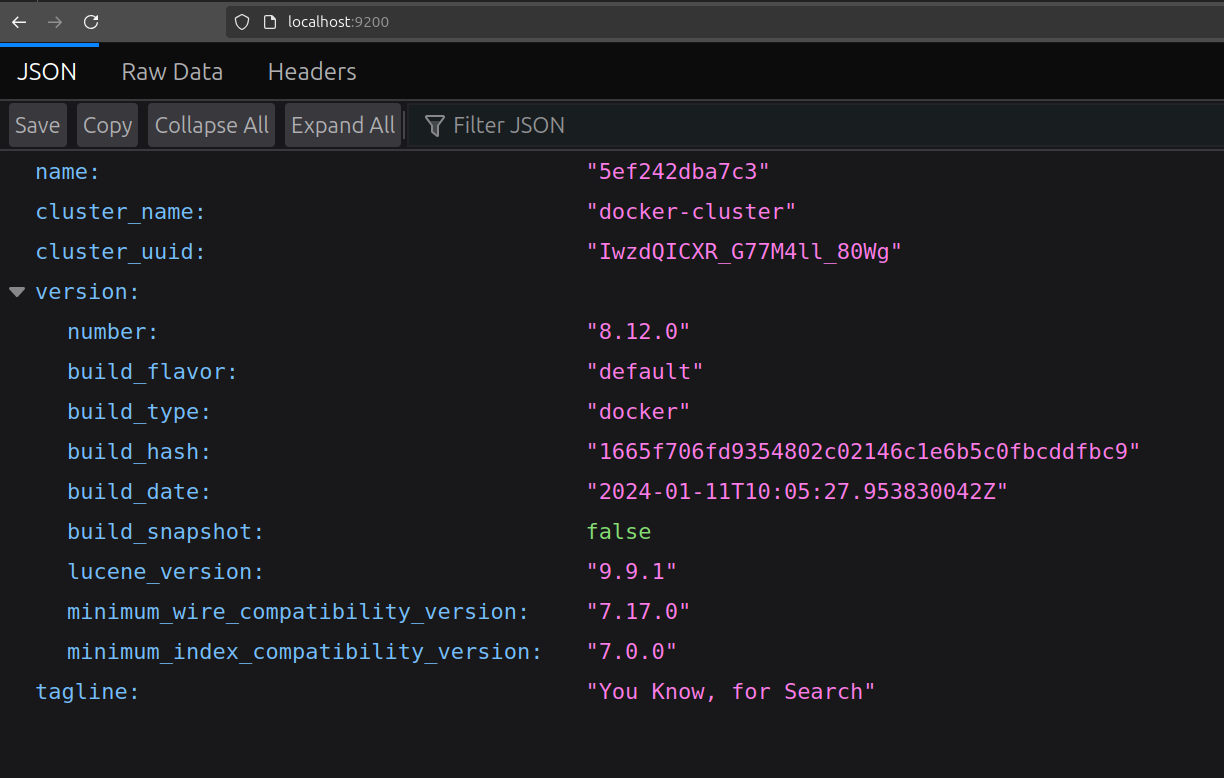 localhost:9200
JSON Raw Data Headers
Save Copy Collapse All Expand All Filter JSON
name: "5ef242dba7c3"
cluster_name: "docker-cluster"
cluster_uuid: "IwzdQICXR_G77M4ll_80Wg"
version:
number: "8.12.0"
build_flavor: "default"
build_type: "docker"
build_hash: "1665f706fd9354802c02146c1e6b5c0fbcddfbc9"
build_date: "2024-01-11T10:05:27.953830042Z"
build_snapshot: false
lucene_version: "9.9.1"
minimum_wire_compatibility_version: "7.17.0"
minimum_index_compatibility_version: "7.0.0"
tagline: "You Know, for Search"